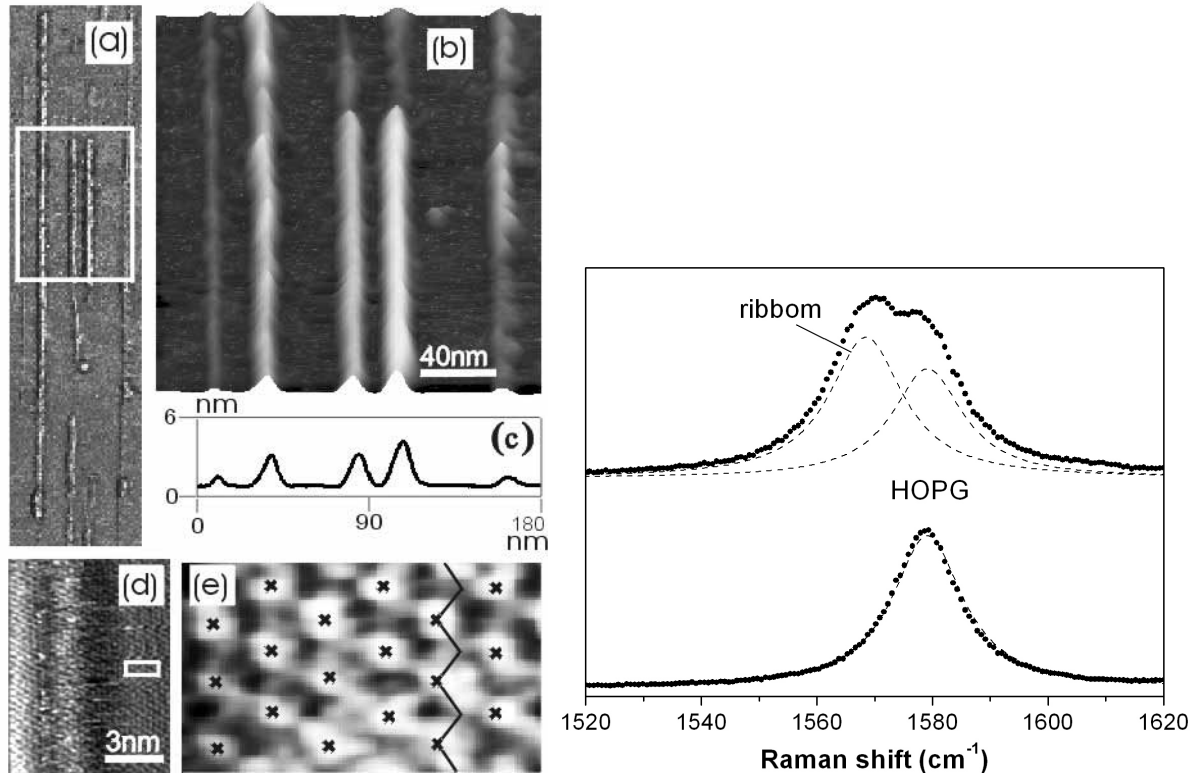 (a)
(b)
40nm
nm
6
(c)
0
0
90
180
nm
(d)
3nm
(e)
ribbom
HOPG
1520
1540
1560
1580
1600
1620
Raman shift (cm⁻¹)